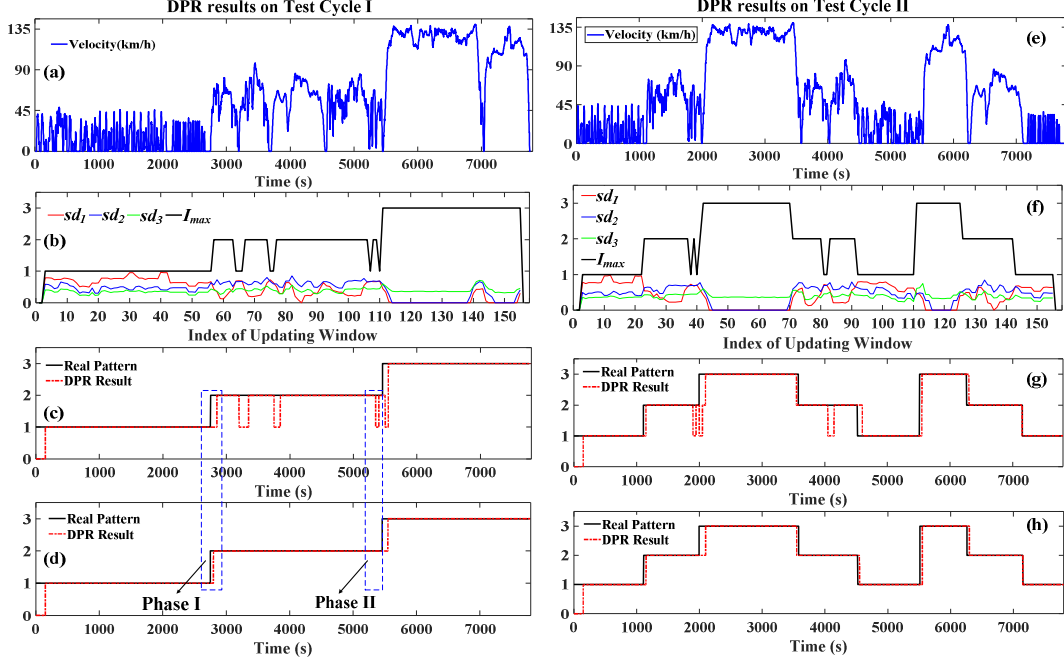 DPR results on Test Cycle I
135
90
45
0
Velocity(km/h)
(a)
0 1000 2000 3000 4000 5000 6000 7000
Time (s)
3
2
1
0
sd1 sd2 sd3 Imax
(b)
0 10 20 30 40 50 60 70 80 90 100 110 120 130 140 150
Index of Updating Window
3
2
1
0
Real Pattern
DPR Result
(c)
0 1000 2000 3000 4000 5000 6000 7000
Time (s)
3
2
1
0
Real Pattern
DPR Result
(d)
Phase I
Phase II
0 1000 2000 3000 4000 5000 6000 7000
Time (s)
DPR results on Test Cycle II
135
90
45
0
Velocity (km/h)
(e)
0 1000 2000 3000 4000 5000 6000 7000
Time (s)
3
2
1
0
sd1
sd2
sd3
Imax
(f)
0 10 20 30 40 50 60 70 80 90 100 110 120 130 140 150
Index of Updating Window
3
2
1
0
Real Pattern
DPR Result
(g)
0 1000 2000 3000 4000 5000 6000 7000
Time (s)
3
2
1
0
Real Pattern
DPR Result
(h)
0 1000 2000 3000 4000 5000 6000 7000
Time (s)